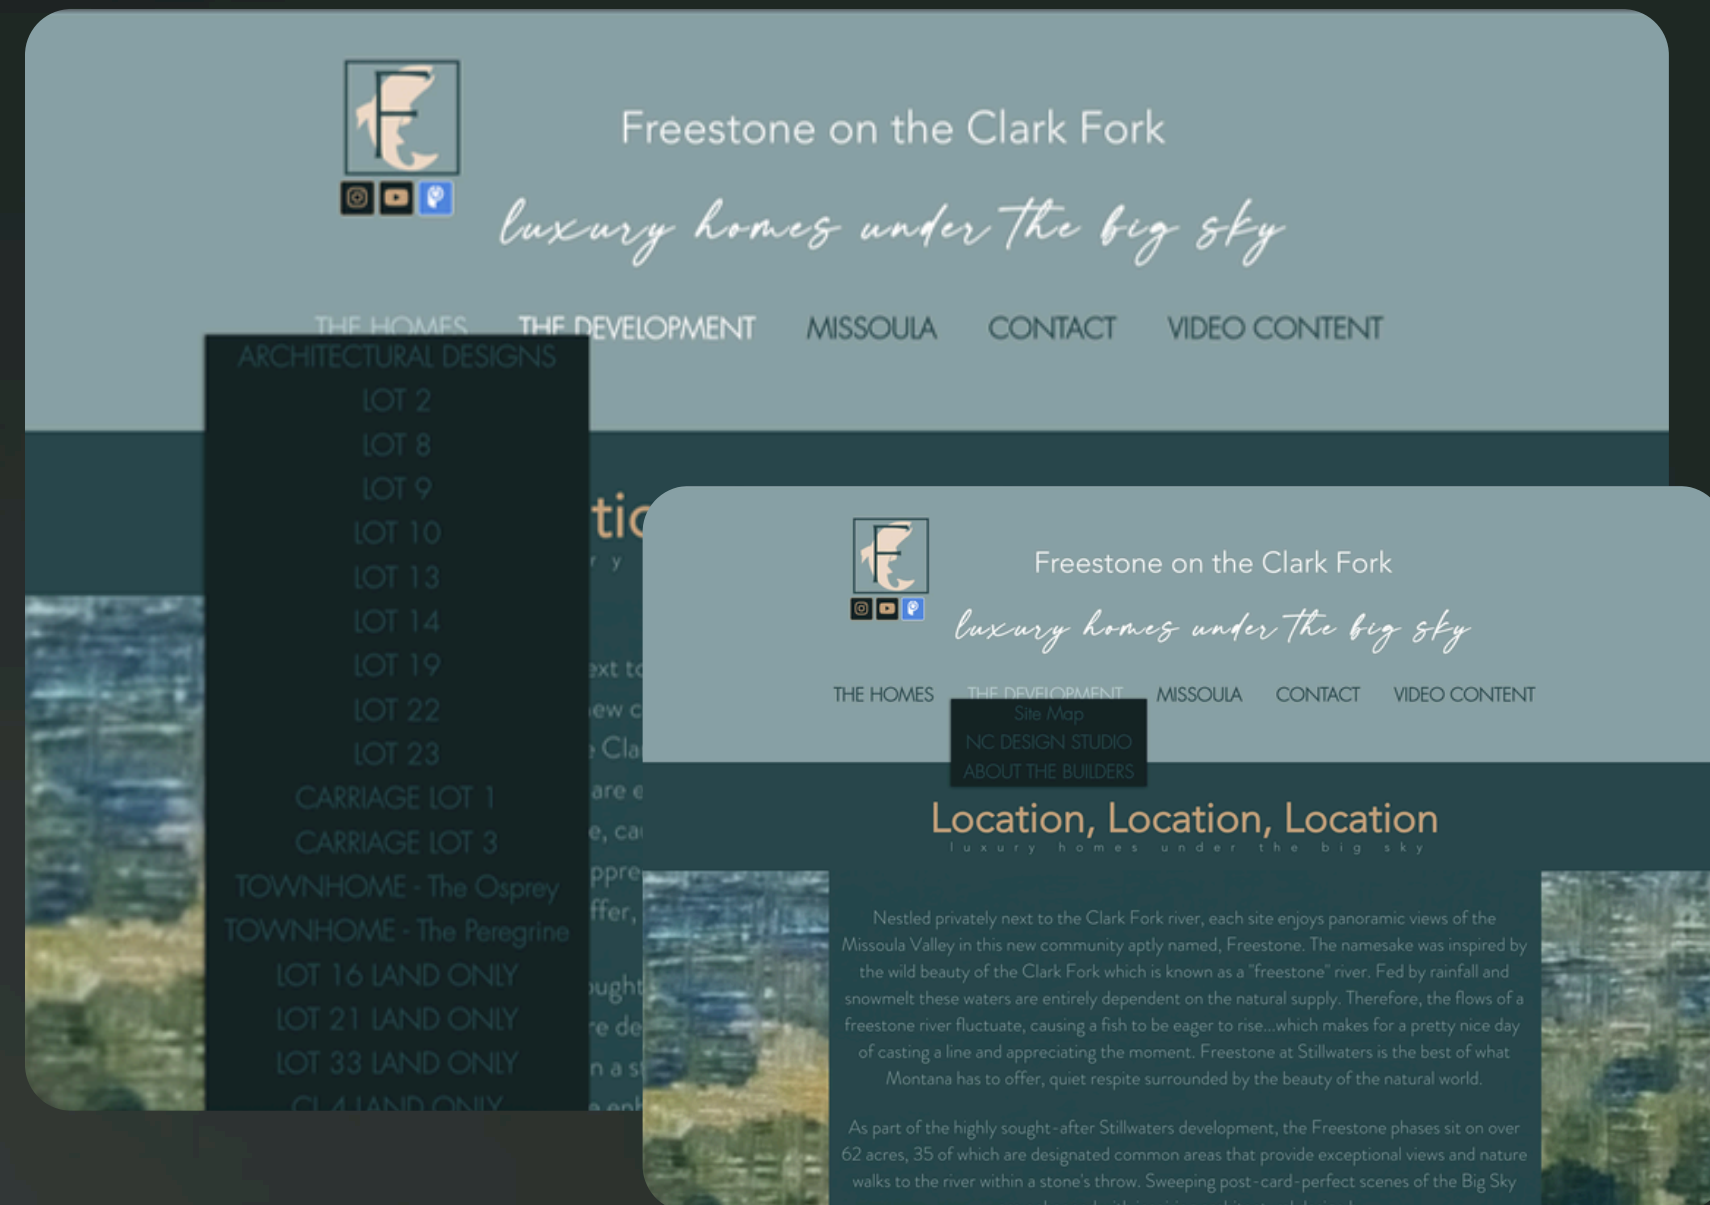 F
Freestone on the Clark Fork
luxury homes under the big sky
THE HOMES THE DEVELOPMENT MISSOULA CONTACT VIDEO CONTENT
ARCHITECTURAL DESIGNS
LOT 2
LOT 8
LOT 9
LOT 10
LOT 13
LOT 14
LOT 19
LOT 22
LOT 23
CARRIAGE LOT 1
CARRIAGE LOT 3
TOWNHOME - The Osprey
TOWNHOME - The Peregrine
LOT 16 LAND ONLY
LOT 21 LAND ONLY
LOT 33 LAND ONLY
CL 4 LAND ONLY
F
Freestone on the Clark Fork
luxury homes under the big sky
THE HOMES THE DEVELOPMENT MISSOULA CONTACT VIDEO CONTENT
Site Map
NC DESIGN STUDIO
ABOUT THE BUILDERS
Location, Location, Location
luxury homes under the big sky
Nestled privately next to the Clark Fork river, each site enjoys panoramic views of the
Missoula Valley in this new community aptly named, Freestone. The namesake was inspired by
the wild beauty of the Clark Fork which is known as a "freestone" river. Fed by rainfall and
snowmelt these waters are entirely dependent on the natural supply. Therefore, the flows of a
freestone river fluctuate, causing a fish to be eager to rise...which makes for a pretty nice day
of casting a line and appreciating the moment. Freestone at Stillwaters is the best of what
Montana has to offer, quiet respite surrounded by the beauty of the natural world.
As part of the highly sought-after Stillwaters development, the Freestone phases sit on over
62 acres, 35 of which are designated common areas that provide exceptional views and nature
walks to the river within a stone's throw. Sweeping post-card-perfect scenes of the Big Sky